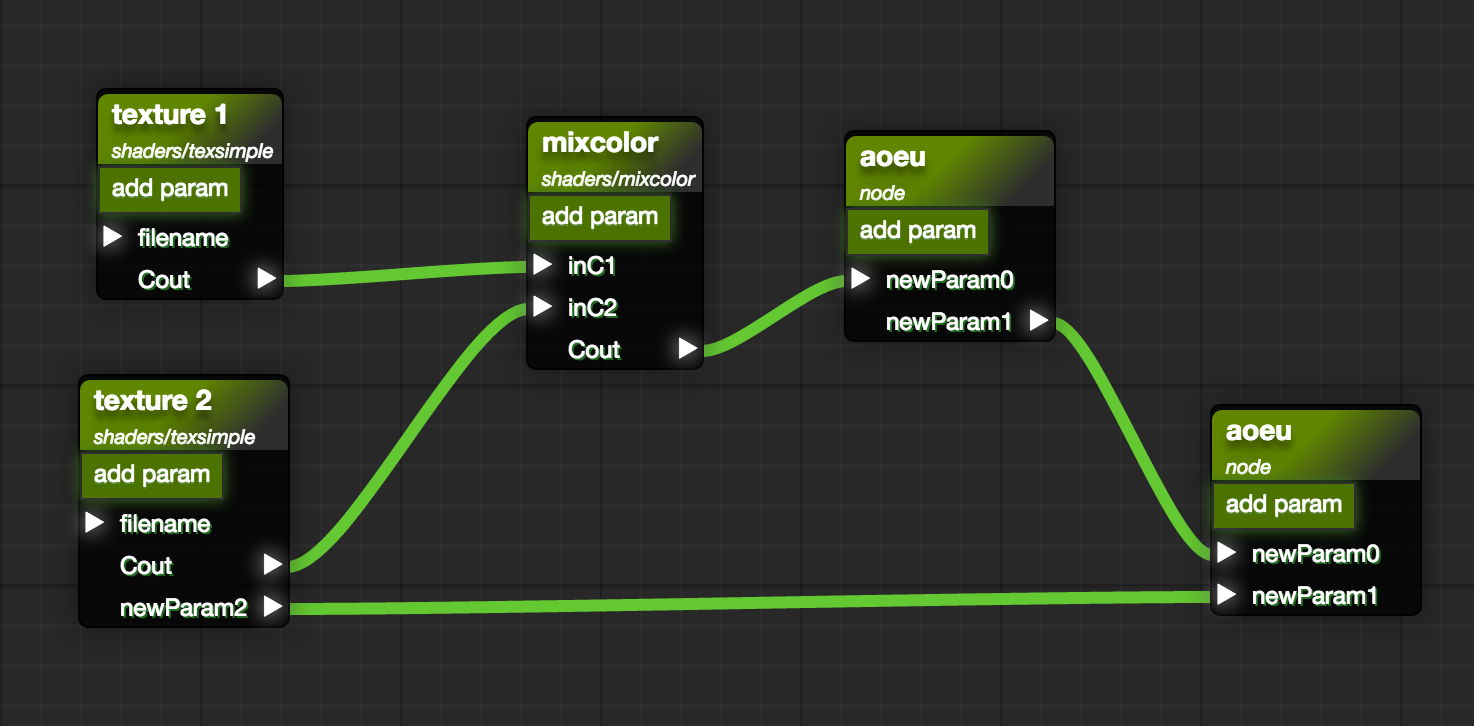 texture 1
shaders/texsimple
add param
filename
Cout
texture 2
shaders/texsimple
add param
filename
Cout
newParam2
mixcolor
shaders/mixcolor
add param
inC1
inC2
Cout
aoeu
node
add param
newParam0
newParam1
aoeu
node
add param
newParam0
newParam1